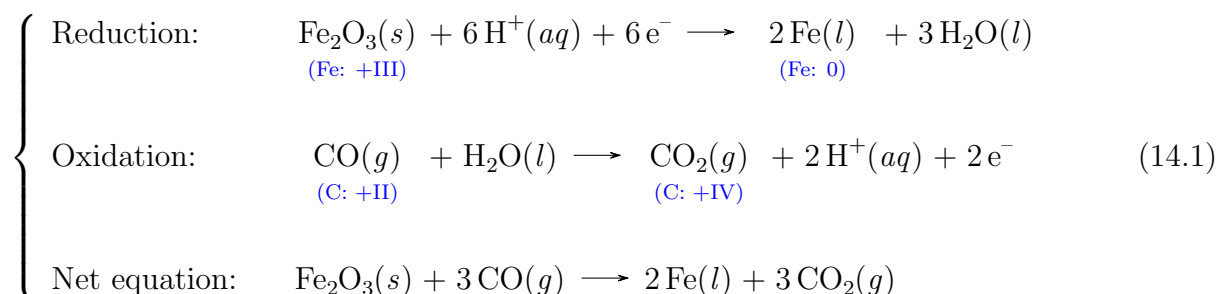 Reduction: Fe₂O₃(s) + 6 H⁺(aq) + 6 e⁻ ⟶ 2 Fe(l) + 3 H₂O(l)
(Fe: +III) (Fe: 0)
Oxidation: CO(g) + H₂O(l) ⟶ CO₂(g) + 2 H⁺(aq) + 2 e⁻ (14.1)
(C: +II) (C: +IV)
Net equation: Fe₂O₃(s) + 3 CO(g) ⟶ 2 Fe(l) + 3 CO₂(g)